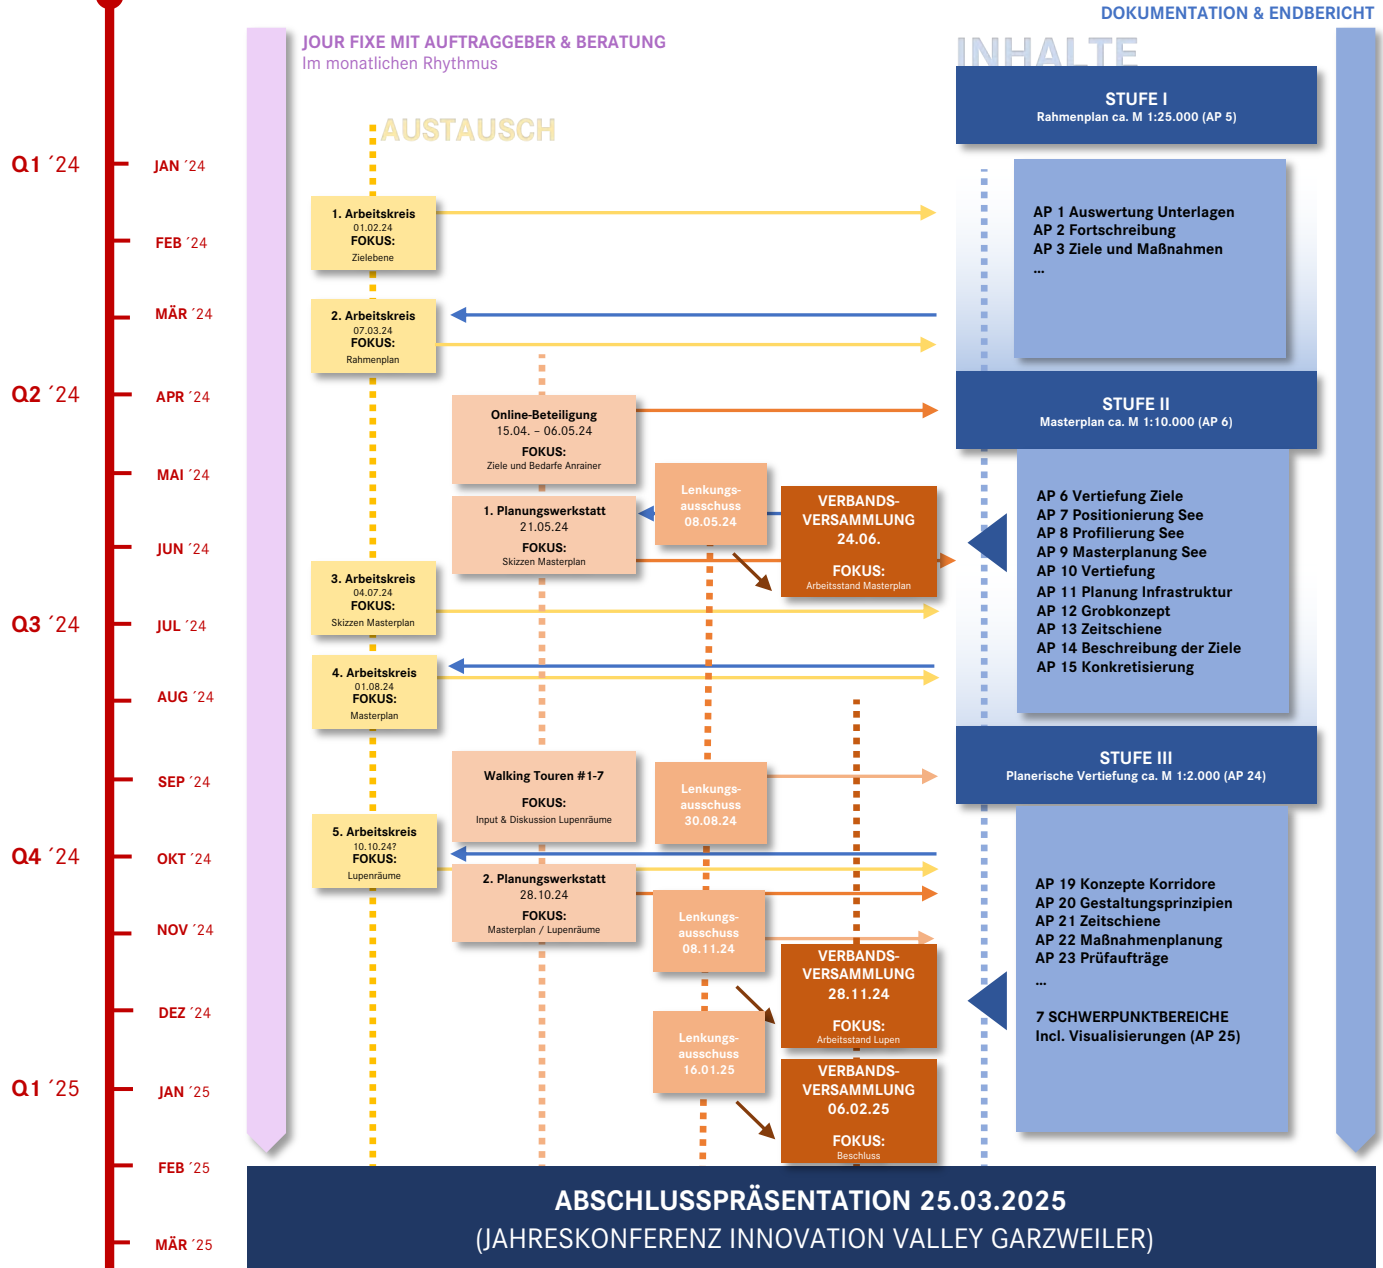 DOKUMENTATION & ENDBERICHT
JOUR FIXE MIT AUFTRAGGEBER & BERATUNG
Im monatlichen Rhythmus
INHALTE
AUSTAUSCH
STUFE I
Rahmenplan ca. M 1:25.000 (AP 5)
Q1 ´24
JAN ´24
FEB ´24
MÄR ´24
Q2 ´24
APR ´24
MAI ´24
JUN ´24
Q3 ´24
JUL ´24
AUG ´24
SEP ´24
Q4 ´24
OKT ´24
NOV ´24
DEZ ´24
Q1 ´25
JAN ´25
FEB ´25
MÄR ´25
1. Arbeitskreis
01.02.24
FOKUS:
Zielebene
2. Arbeitskreis
07.03.24
FOKUS:
Rahmenplan
3. Arbeitskreis
04.07.24
FOKUS:
Skizzen Masterplan
4. Arbeitskreis
01.08.24
FOKUS:
Masterplan
5. Arbeitskreis
10.10.24?
FOKUS:
Lupenräume
Online-Beteiligung
15.04. – 06.05.24
FOKUS:
Ziele und Bedarfe Anrainer
1. Planungswerkstatt
21.05.24
FOKUS:
Skizzen Masterplan
Walking Touren #1-7
FOKUS:
Input & Diskussion Lupenräume
2. Planungswerkstatt
28.10.24
FOKUS:
Masterplan / Lupenräume
Lenkungs-
ausschuss
08.05.24
Lenkungs-
ausschuss
30.08.24
Lenkungs-
ausschuss
08.11.24
Lenkungs-
ausschuss
16.01.25
VERBANDS-
VERSAMMLUNG
24.06.
FOKUS:
Arbeitsstand Masterplan
VERBANDS-
VERSAMMLUNG
28.11.24
FOKUS:
Arbeitsstand Lupen
VERBANDS-
VERSAMMLUNG
06.02.25
FOKUS:
Beschluss
AP 1 Auswertung Unterlagen
AP 2 Fortschreibung
AP 3 Ziele und Maßnahmen
...
STUFE II
Masterplan ca. M 1:10.000 (AP 6)
AP 6 Vertiefung Ziele
AP 7 Positionierung See
AP 8 Profilierung See
AP 9 Masterplanung See
AP 10 Vertiefung
AP 11 Planung Infrastruktur
AP 12 Grobkonzept
AP 13 Zeitschiene
AP 14 Beschreibung der Ziele
AP 15 Konkretisierung
STUFE III
Planerische Vertiefung ca. M 1:2.000 (AP 24)
AP 19 Konzepte Korridore
AP 20 Gestaltungsprinzipien
AP 21 Zeitschiene
AP 22 Maßnahmenplanung
AP 23 Prüfaufträge
...
7 SCHWERPUNKTBEREICHE
Incl. Visualisierungen (AP 25)
ABSCHLUSSPRÄSENTATION 25.03.2025
(JAHRESKONFERENZ INNOVATION VALLEY GARZWEILER)